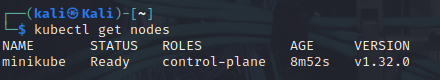 ┌──(kali㉿Kali)-[~]
└─$ kubectl get nodes
NAME       STATUS   ROLES           AGE     VERSION
minikube   Ready    control-plane   8m52s   v1.32.0